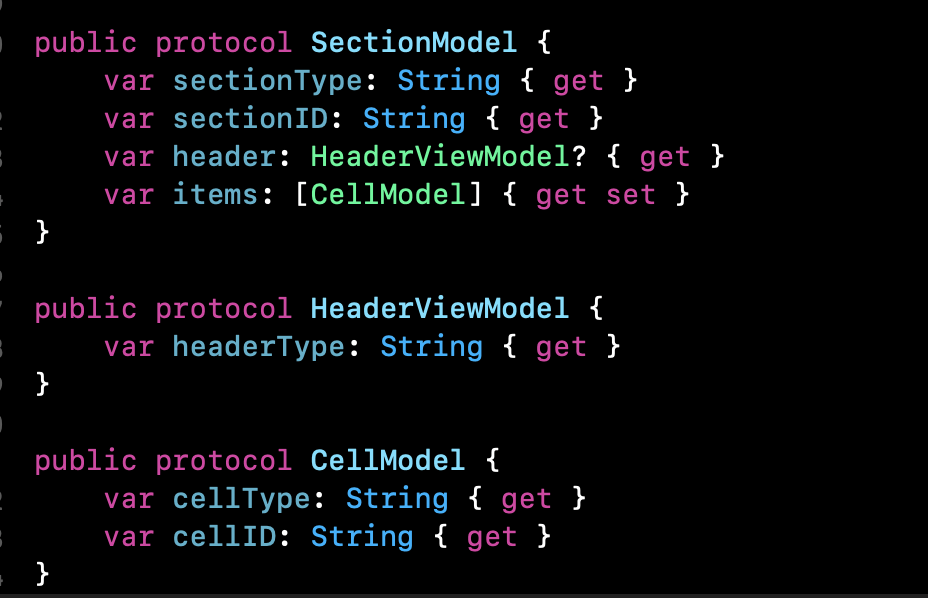 public protocol SectionModel {
    var sectionType: String { get }
    var sectionID: String { get }
    var header: HeaderViewModel? { get }
    var items: [CellModel] { get set }
}

public protocol HeaderViewModel {
    var headerType: String { get }
}

public protocol CellModel {
    var cellType: String { get }
    var cellID: String { get }
}